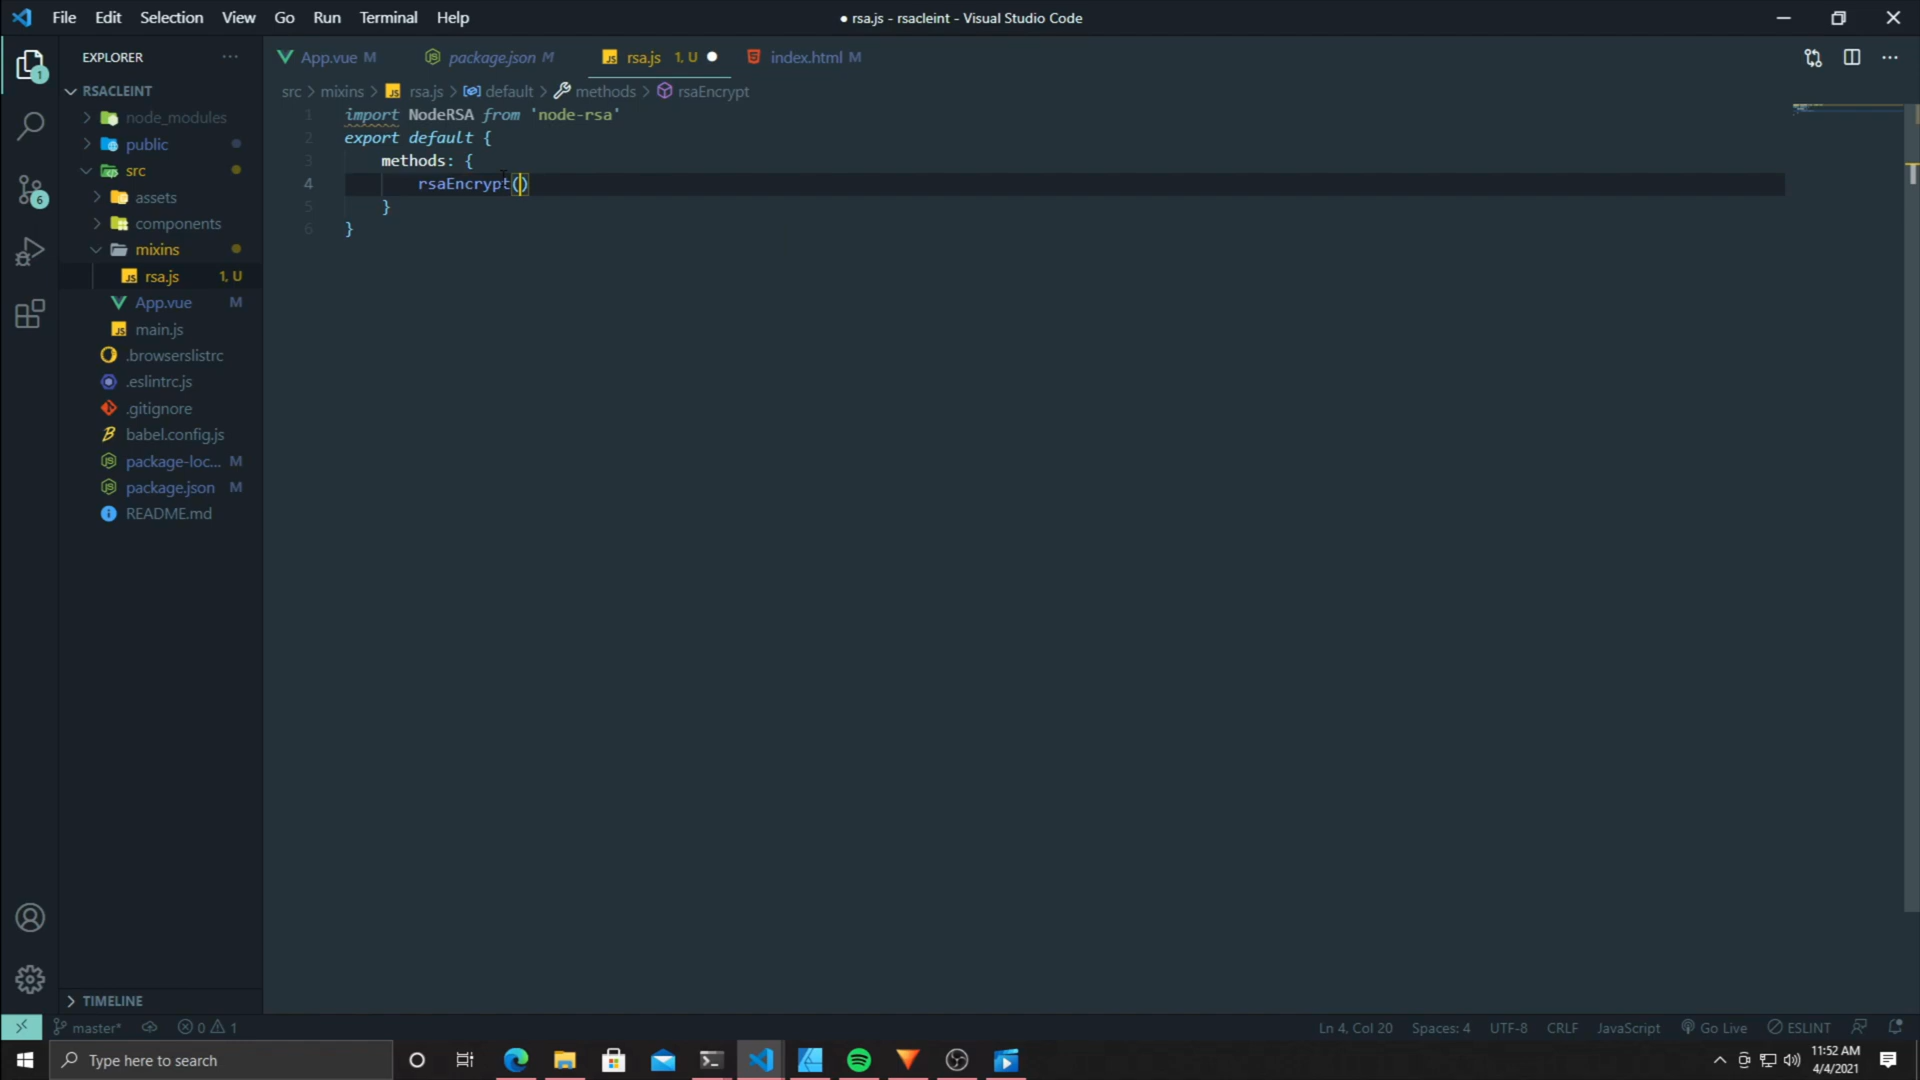 File Edit Selection View Go Run Terminal Help
● rsa.js - rsacleint - Visual Studio Code
EXPLORER
App.vue M
package.json M
rsa.js 1, U
index.html M
RSACLEINT
src > mixins > rsa.js > default > methods > rsaEncrypt
node_modules
public
src
assets
components
mixins
rsa.js 1, U
App.vue M
main.js
.browserslistrc
.eslintrc.js
.gitignore
babel.config.js
package-loc... M
package.json M
README.md
1 import NodeRSA from 'node-rsa'
2 export default {
3 methods: {
4 rsaEncrypt()
5 }
6 }
TIMELINE
master* 0 1
Ln 4, Col 20 Spaces: 4 UTF-8 CRLF JavaScript Go Live ESLINT
Type here to search
11:52 AM
4/4/2021
1
6